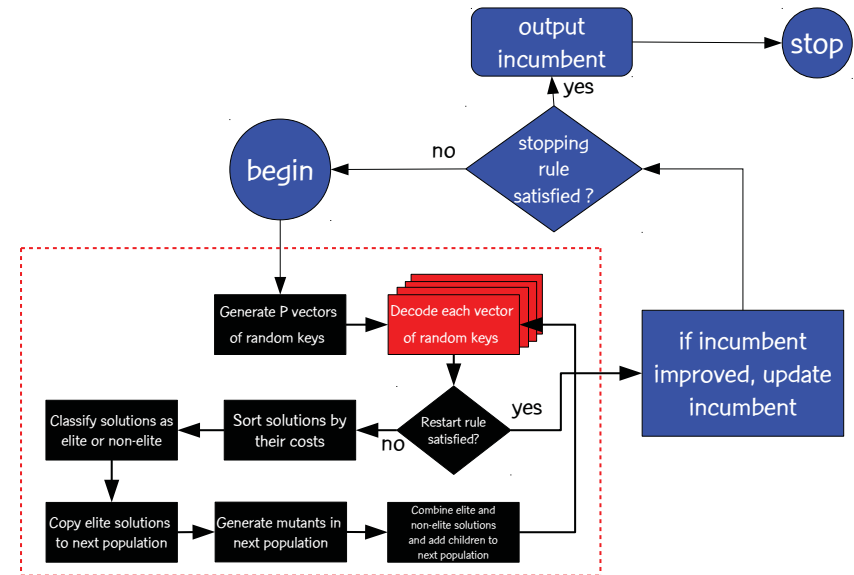 output
incumbent
stop
yes
stopping
rule
satisfied ?
no
begin
Generate P vectors
of random keys
Decode each vector
of random keys
if incumbent
improved, update
incumbent
Classify solutions as
elite or non-elite
Sort solutions by
their costs
no
Restart rule
satisfied?
yes
Copy elite solutions
to next population
Generate mutants in
next population
Combine elite and
non-elite solutions
and add children to
next population